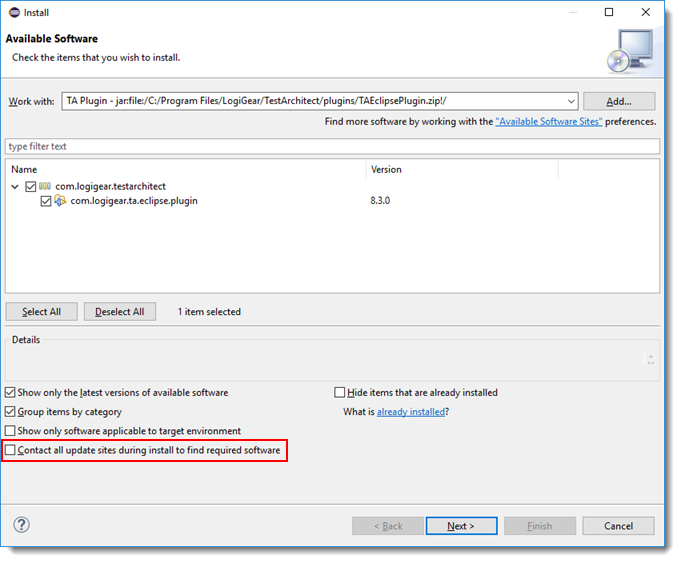 Install
Available Software
Check the items that you wish to install.
Work with: TA Plugin - jar:file:/C:/Program Files/LogiGear/TestArchitect/plugins/TAEclipsePlugin.zip!/ Add...
Find more software by working with the "Available Software Sites" preferences.
type filter text
Name Version
com.logigear.testarchitect
com.logigear.ta.eclipse.plugin 8.3.0
Select All Deselect All 1 item selected
Details
Show only the latest versions of available software Hide items that are already installed
Group items by category What is already installed?
Show only software applicable to target environment
Contact all update sites during install to find required software
? < Back Next > Finish Cancel